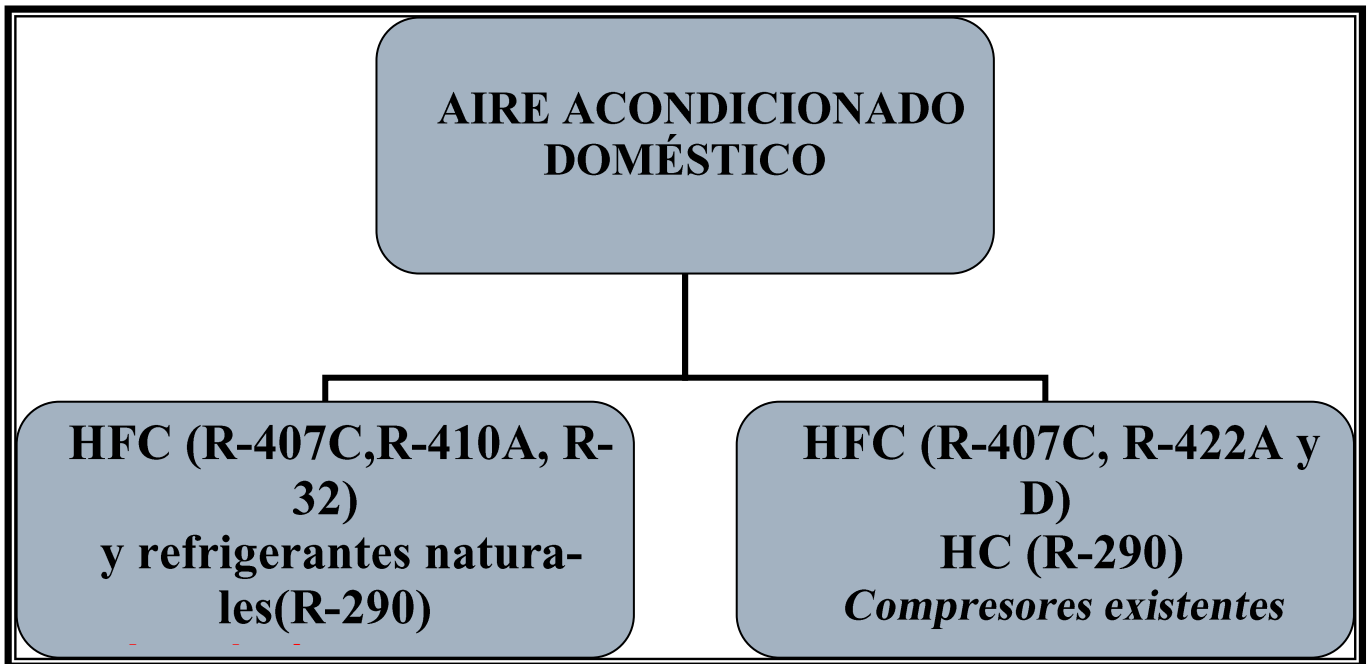 AIRE ACONDICIONADO
DOMÉSTICO
HFC (R-407C,R-410A, R-
32)
y refrigerantes natura-
les(R-290)
HFC (R-407C, R-422A y
D)
HC (R-290)
Compresores existentes